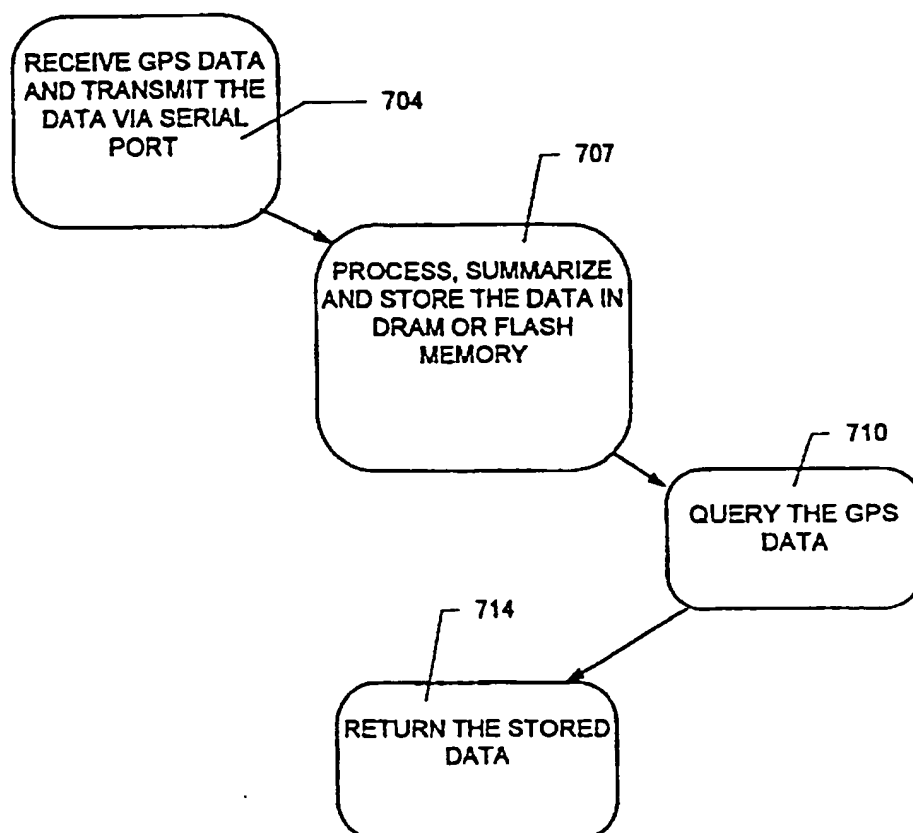 RECEIVE GPS DATA
AND TRANSMIT THE
DATA VIA SERIAL
PORT
704
707
PROCESS, SUMMARIZE
AND STORE THE DATA IN
DRAM OR FLASH
MEMORY
710
QUERY THE GPS
DATA
714
RETURN THE STORED
DATA